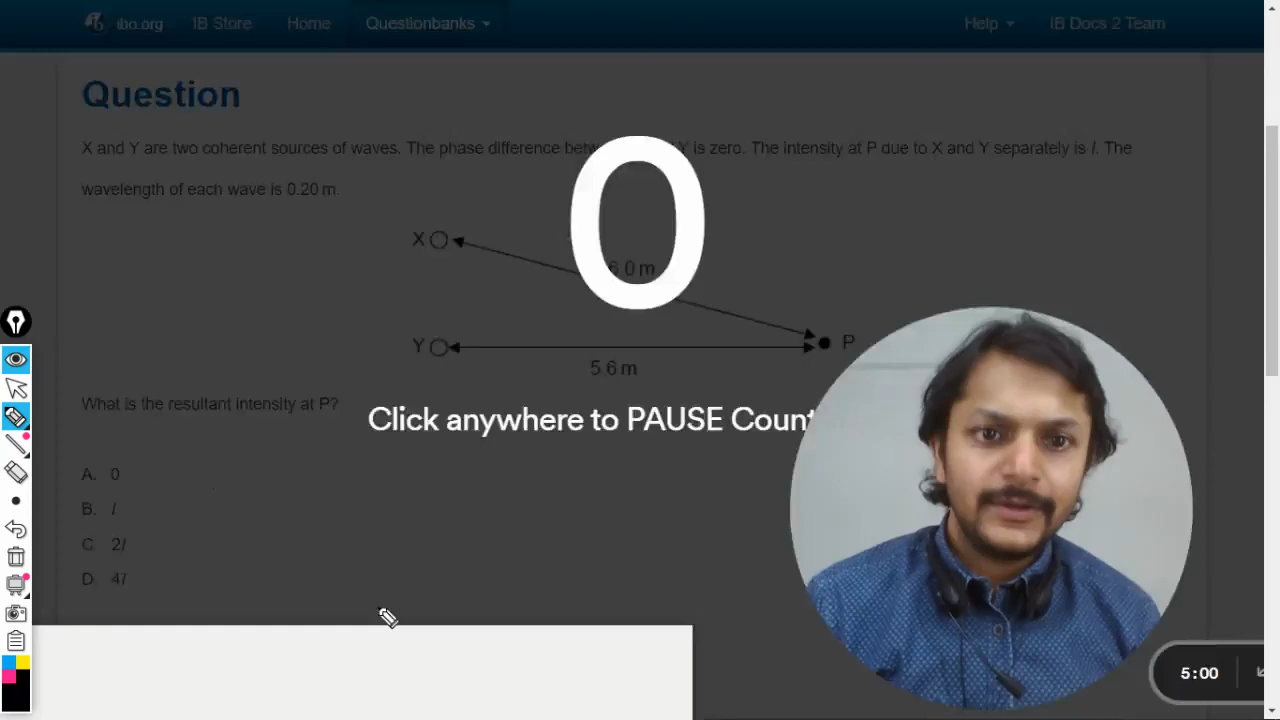 ibo.org IB Store Home Questionbanks Help IB Docs 2 Team
Question
X and Y are two coherent sources of waves. The phase difference Y is zero. The intensity at P due to X and Y separately is I. The
wavelength of each wave is 0.20 m
0
X
6.0 m
P
Y
5.6 m
What is the resultant intensity at P?
Click anywhere to PAUSE Count
A. 0
B. I
C. 2I
D. 4I
5:00